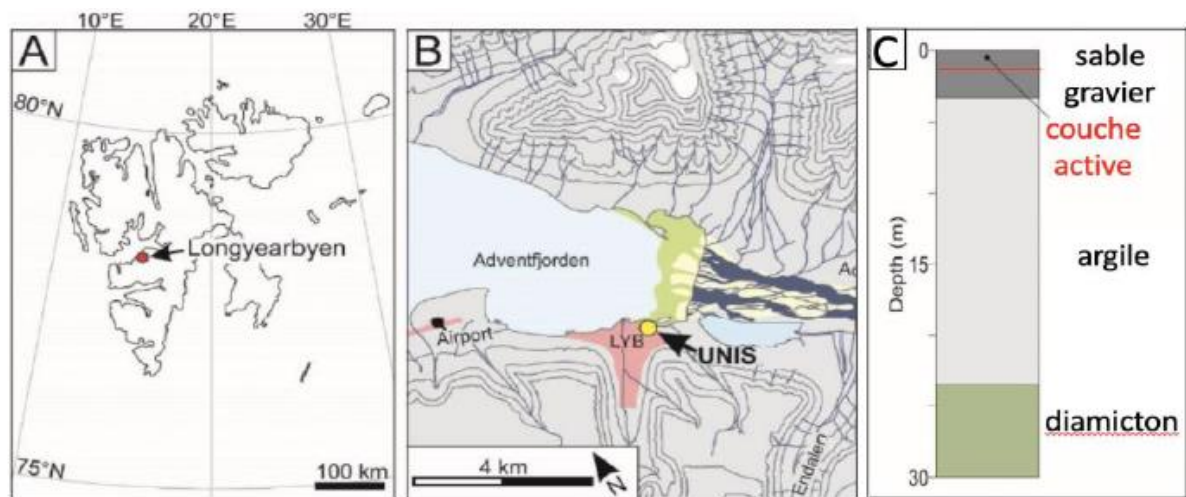 10°E 20°E 30°E
A
80°N
Longyearbyen
75°N
100 km
B
Adventfjorden
Airport
LYB
UNIS
Endalen
4 km
N
C
Depth (m)
0
15
30
sable
gravier
couche
active
argile
diamicton